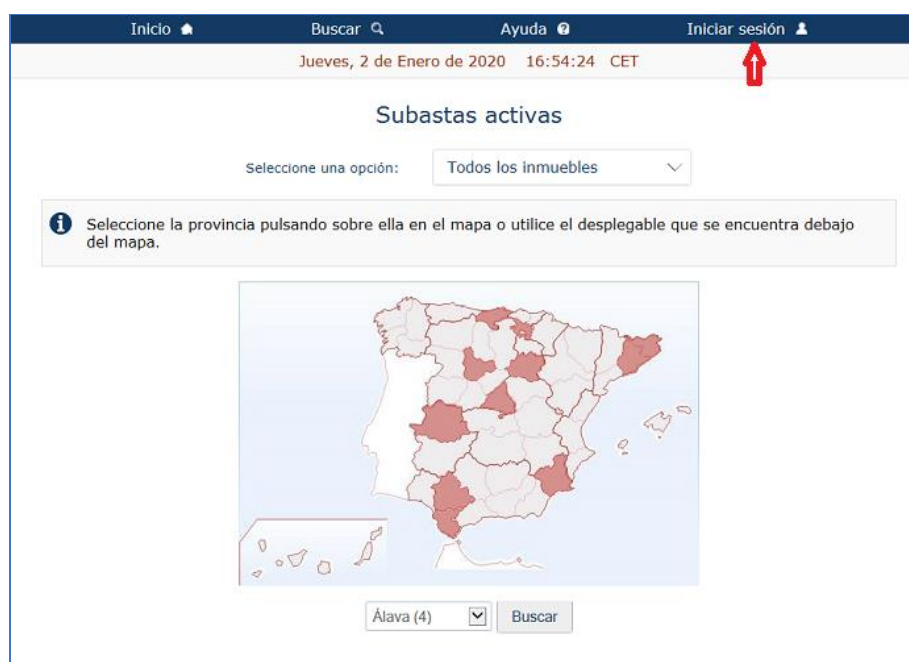 Inicio Buscar Ayuda Iniciar sesión
Jueves, 2 de Enero de 2020 16:54:24 CET
Subastas activas
Seleccione una opción: Todos los inmuebles
Seleccione la provincia pulsando sobre ella en el mapa o utilice el desplegable que se encuentra debajo
del mapa.
Álava (4) Buscar